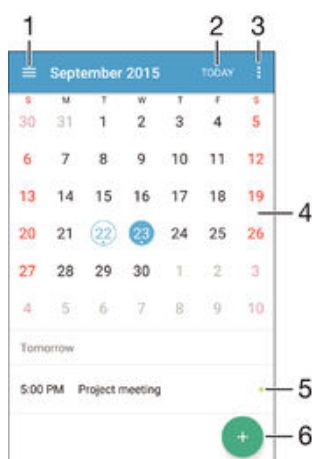 1 2 3
September 2015 TODAY
S M T W T F S
30 31 1 2 3 4 5
6 7 8 9 10 11 12
13 14 15 16 17 18 19
4
20 21 22 23 24 25 26
27 28 29 30 1 2 3
4 5 6 7 8 9 10
Tomorrow
5:00 PM Project meeting 5
+ 6